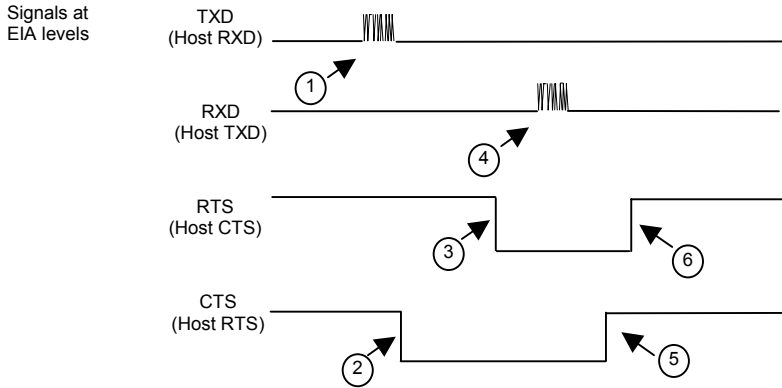 Signals at
EIA levels
TXD
(Host RXD)
1
RXD
(Host TXD)
4
RTS
(Host CTS)
3
6
CTS
(Host RTS)
2
5